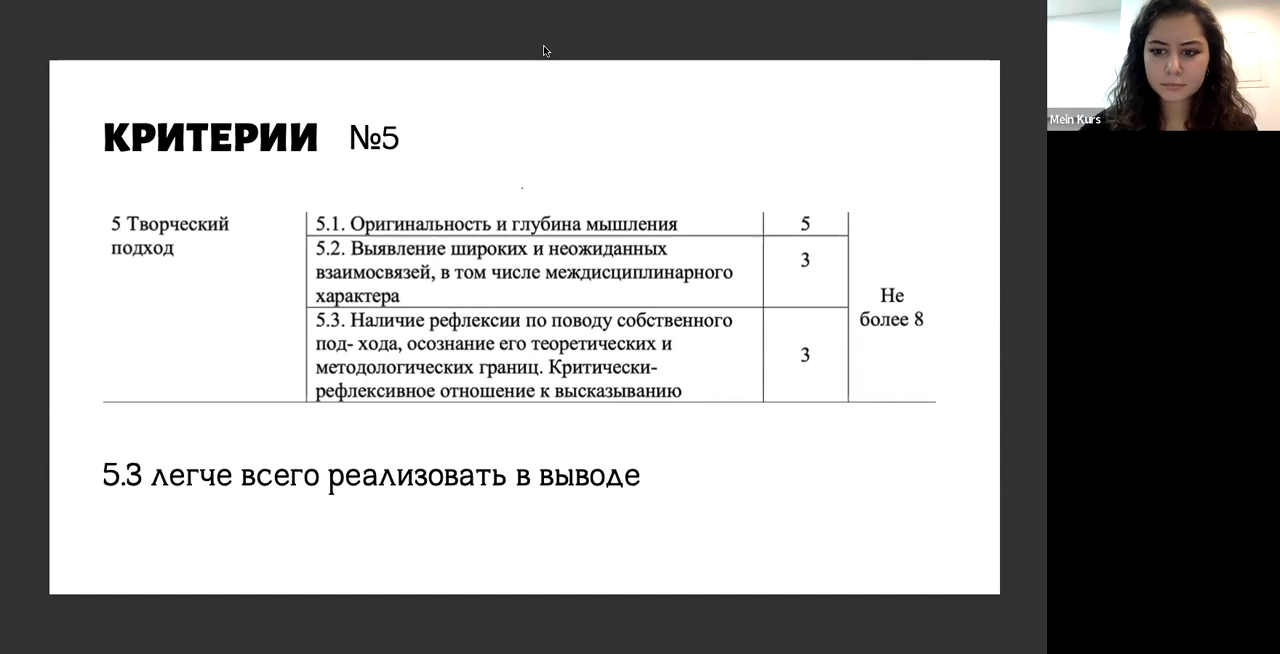 КРИТЕРИИ №5
5 Творческий
подход
5.1. Оригинальность и глубина мышления
5
5.2. Выявление широких и неожиданных
взаимосвязей, в том числе междисциплинарного
характера
3
5.3. Наличие рефлексии по поводу собственного
под- хода, осознание его теоретических и
методологических границ. Критически-
рефлексивное отношение к высказыванию
3
Не
более 8
5.3 легче всего реализовать в выводе
Mein Kurs